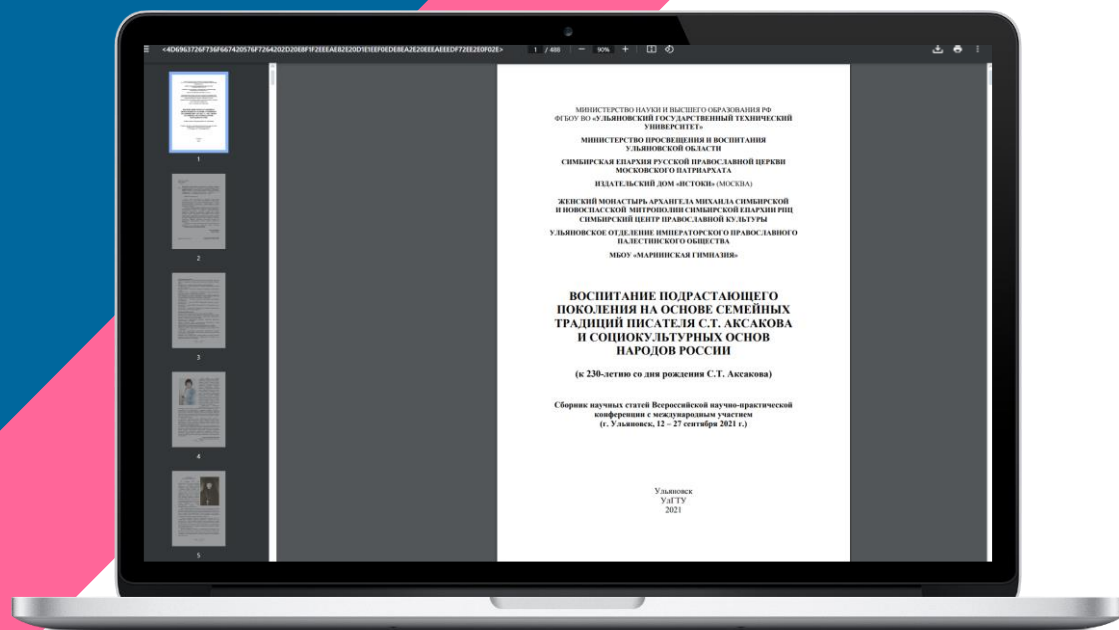 <4D6963726F736F667420576F7264202D20E8F1F2EEEAE82E20D1E1EEF0EDE8EA2E20EEEAEEEDF72EE2E0F02E>
1 / 488 − 90% +
1
2
3
4
5
МИНИСТЕРСТВО НАУКИ И ВЫСШЕГО ОБРАЗОВАНИЯ РФ
ФГБОУ ВО «УЛЬЯНОВСКИЙ ГОСУДАРСТВЕННЫЙ ТЕХНИЧЕСКИЙ
УНИВЕРСИТЕТ»
МИНИСТЕРСТВО ПРОСВЕЩЕНИЯ И ВОСПИТАНИЯ
УЛЬЯНОВСКОЙ ОБЛАСТИ
СИМБИРСКАЯ ЕПАРХИЯ РУССКОЙ ПРАВОСЛАВНОЙ ЦЕРКВИ
МОСКОВСКОГО ПАТРИАРХАТА
ИЗДАТЕЛЬСКИЙ ДОМ «ИСТОКИ» (МОСКВА)
ЖЕНСКИЙ МОНАСТЫРЬ АРХАНГЕЛА МИХАИЛА СИМБИРСКОЙ
И НОВОСПАССКОЙ МИТРОПОЛИИ СИМБИРСКОЙ ЕПАРХИИ РПЦ
СИМБИРСКИЙ ЦЕНТР ПРАВОСЛАВНОЙ КУЛЬТУРЫ
УЛЬЯНОВСКОЕ ОТДЕЛЕНИЕ ИМПЕРАТОРСКОГО ПРАВОСЛАВНОГО
ПАЛЕСТИНСКОГО ОБЩЕСТВА
МБОУ «МАРИИНСКАЯ ГИМНАЗИЯ»
ВОСПИТАНИЕ ПОДРАСТАЮЩЕГО
ПОКОЛЕНИЯ НА ОСНОВЕ СЕМЕЙНЫХ
ТРАДИЦИЙ ПИСАТЕЛЯ С.Т. АКСАКОВА
И СОЦИОКУЛЬТУРНЫХ ОСНОВ
НАРОДОВ РОССИИ
(к 230-летию со дня рождения С.Т. Аксакова)
Сборник научных статей Всероссийской научно-практической
конференции с международным участием
(г. Ульяновск, 12 – 27 сентября 2021 г.)
Ульяновск
УлГТУ
2021